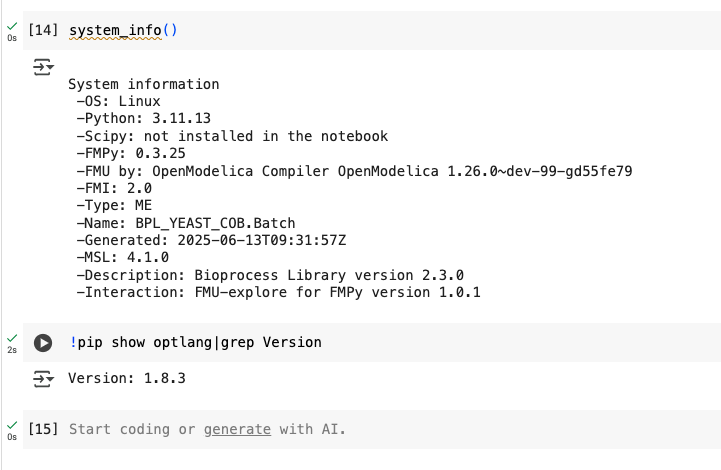 [14] system_info()
0s
System information
-OS: Linux
-Python: 3.11.13
-Scipy: not installed in the notebook
-FMPy: 0.3.25
-FMU by: OpenModelica Compiler OpenModelica 1.26.0~dev-99-gd55fe79
-FMI: 2.0
-Type: ME
-Name: BPL_YEAST_COB.Batch
-Generated: 2025-06-13T09:31:57Z
-MSL: 4.1.0
-Description: Bioprocess Library version 2.3.0
-Interaction: FMU-explore for FMPy version 1.0.1
!pip show optlang|grep Version
2s
Version: 1.8.3
[15] Start coding or generate with AI.
0s